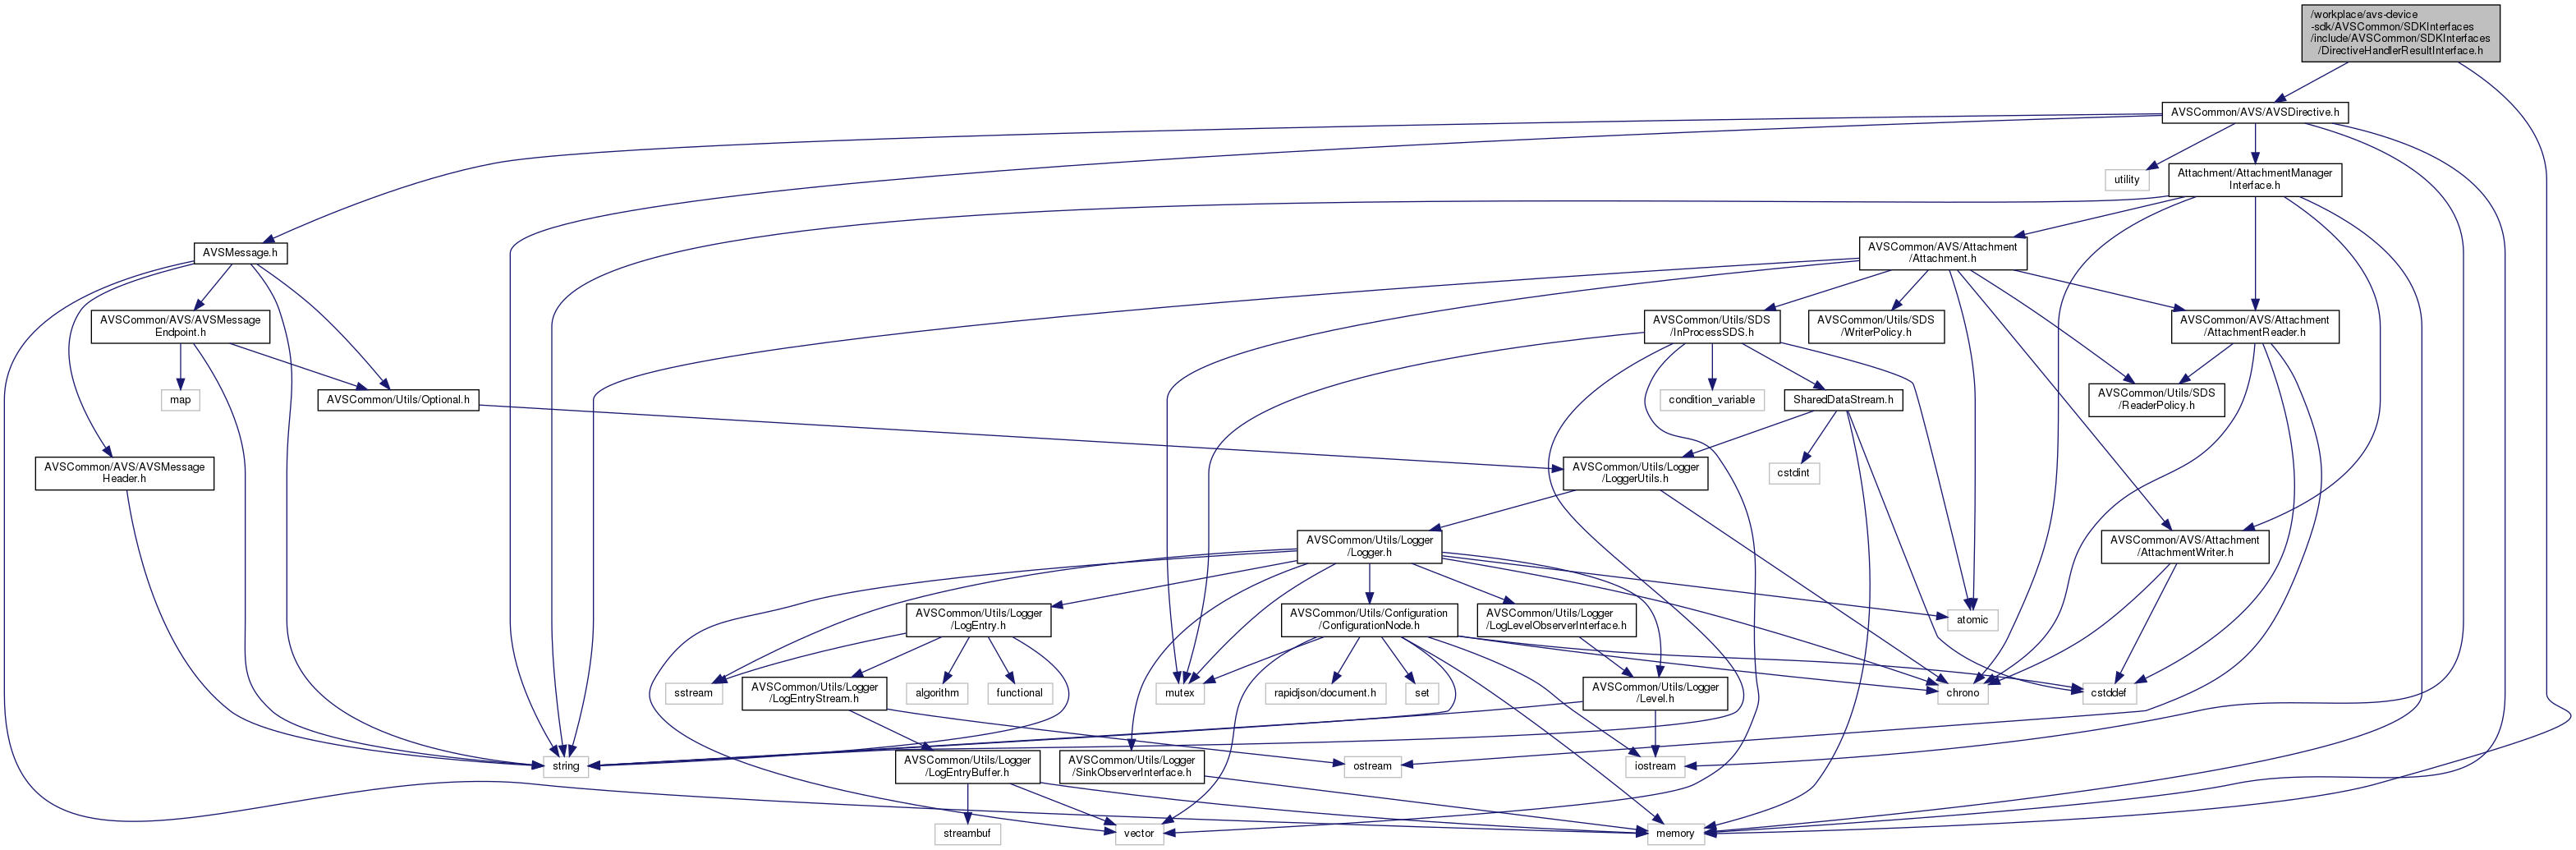 /workplace/avs-device
-sdk/AVSCommon/SDKInterfaces
/include/AVSCommon/SDKInterfaces
/DirectiveHandlerResultInterface.h
AVSCommon/AVS/AVSDirective.h
utility
Attachment/AttachmentManager
Interface.h
AVSMessage.h
AVSCommon/AVS/Attachment
/Attachment.h
AVSCommon/AVS/AVSMessage
Endpoint.h
AVSCommon/Utils/SDS
/InProcessSDS.h
AVSCommon/Utils/SDS
/WriterPolicy.h
AVSCommon/AVS/Attachment
/AttachmentReader.h
map
AVSCommon/Utils/Optional.h
condition_variable
SharedDataStream.h
AVSCommon/Utils/SDS
/ReaderPolicy.h
AVSCommon/AVS/AVSMessage
Header.h
AVSCommon/Utils/Logger
/LoggerUtils.h
cstdint
AVSCommon/Utils/Logger
/Logger.h
AVSCommon/AVS/Attachment
/AttachmentWriter.h
AVSCommon/Utils/Logger
/LogEntry.h
AVSCommon/Utils/Configuration
/ConfigurationNode.h
AVSCommon/Utils/Logger
/LogLevelObserverInterface.h
atomic
sstream
AVSCommon/Utils/Logger
/LogEntryStream.h
algorithm
functional
mutex
rapidjson/document.h
set
AVSCommon/Utils/Logger
/Level.h
chrono
cstddef
string
AVSCommon/Utils/Logger
/LogEntryBuffer.h
AVSCommon/Utils/Logger
/SinkObserverInterface.h
ostream
iostream
streambuf
vector
memory